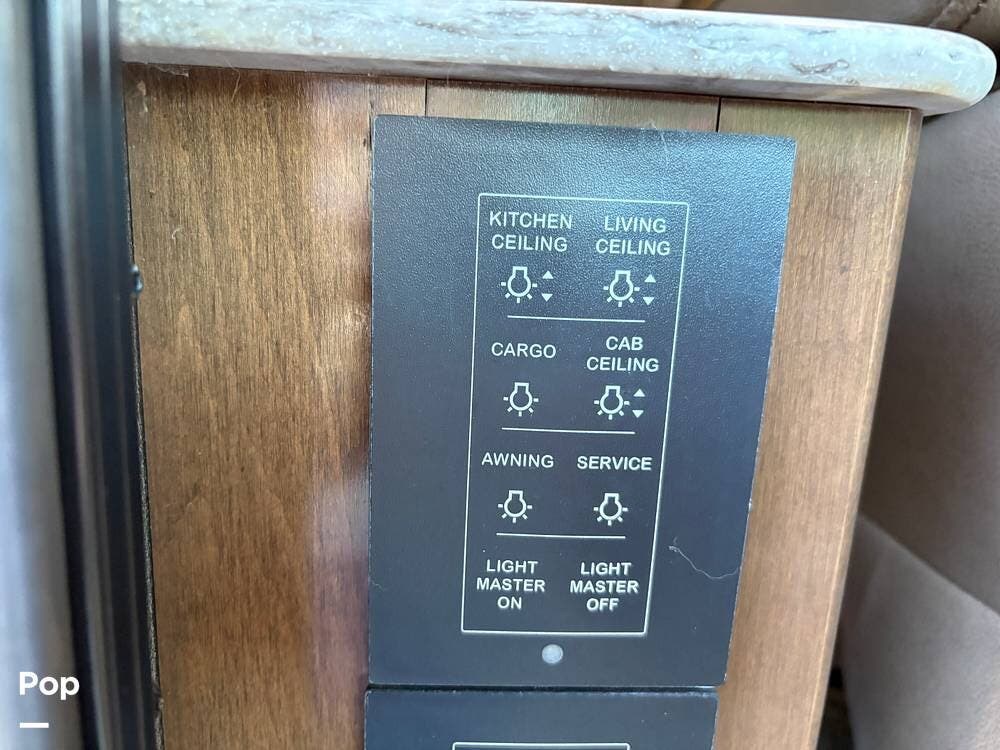 KITCHEN
CEILING
LIVING
CEILING
CARGO
CAB
CEILING
AWNING
SERVICE
LIGHT
MASTER
ON
LIGHT
MASTER
OFF
Pop